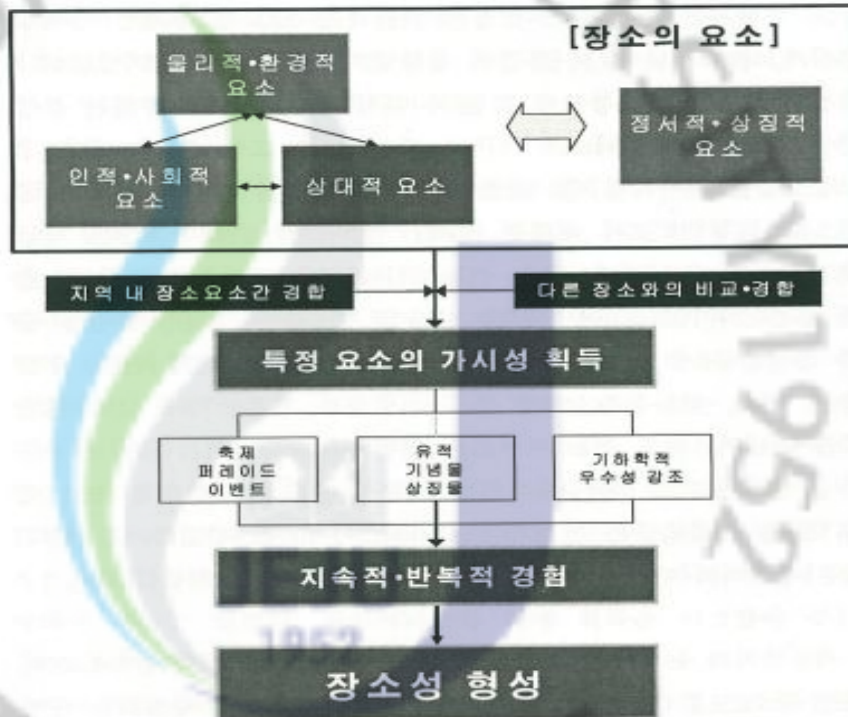 [장소의 요소]
물리적•환경적
요소
정서적•상징적
요소
인적•사회적
요소
상대적 요소
지역 내 장소요소간 경합
다른 장소와의 비교•경합
특정 요소의 가시성 획득
축제
퍼레이드
이벤트
유적
기념물
상징물
기하학적
우수성 강조
지속적•반복적 경험
장소성 형성
JEJU
1952
1952